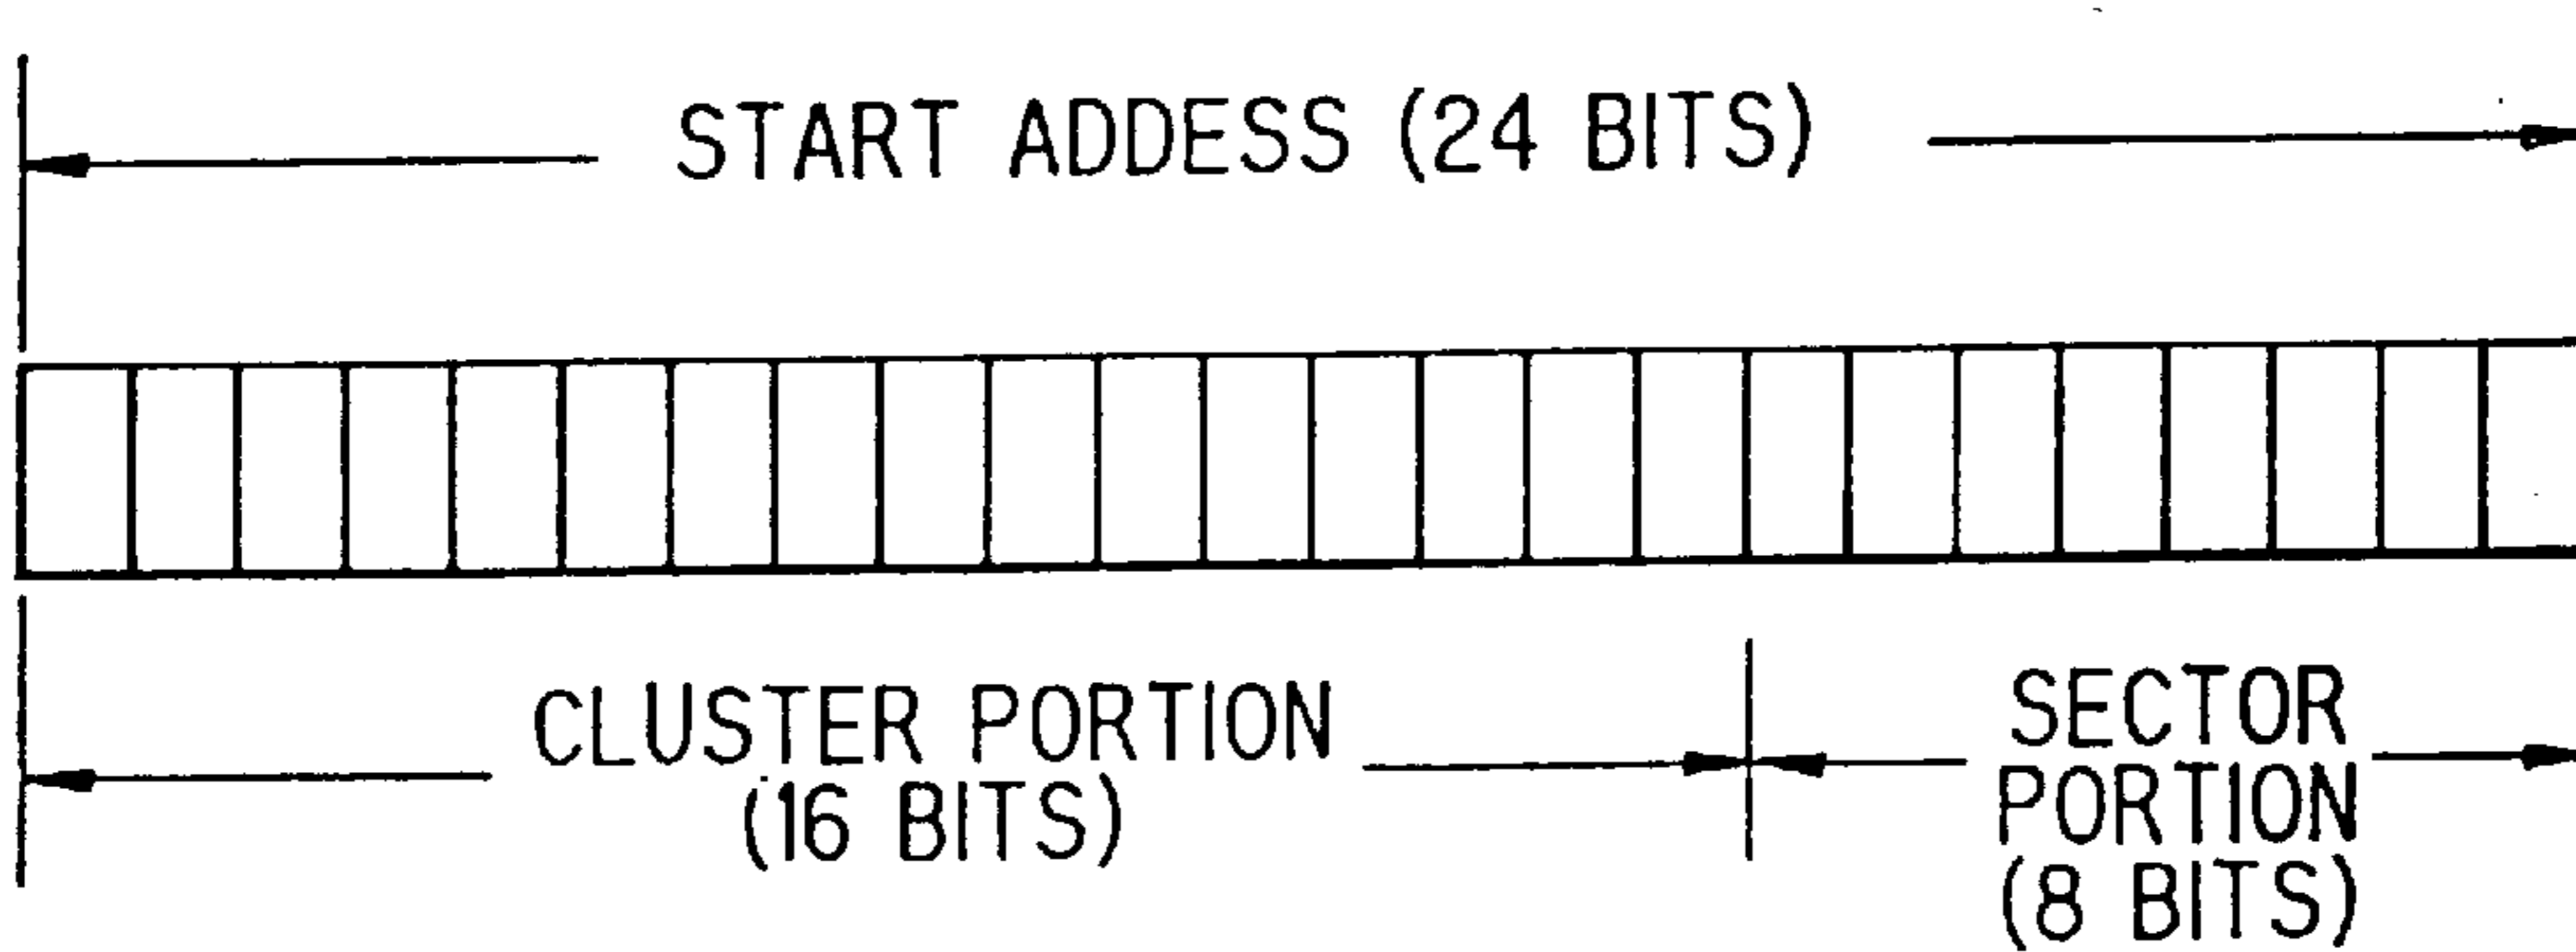 START ADDESS (24 BITS)
CLUSTER PORTION
(16 BITS)
SECTOR
PORTION
(8 BITS)